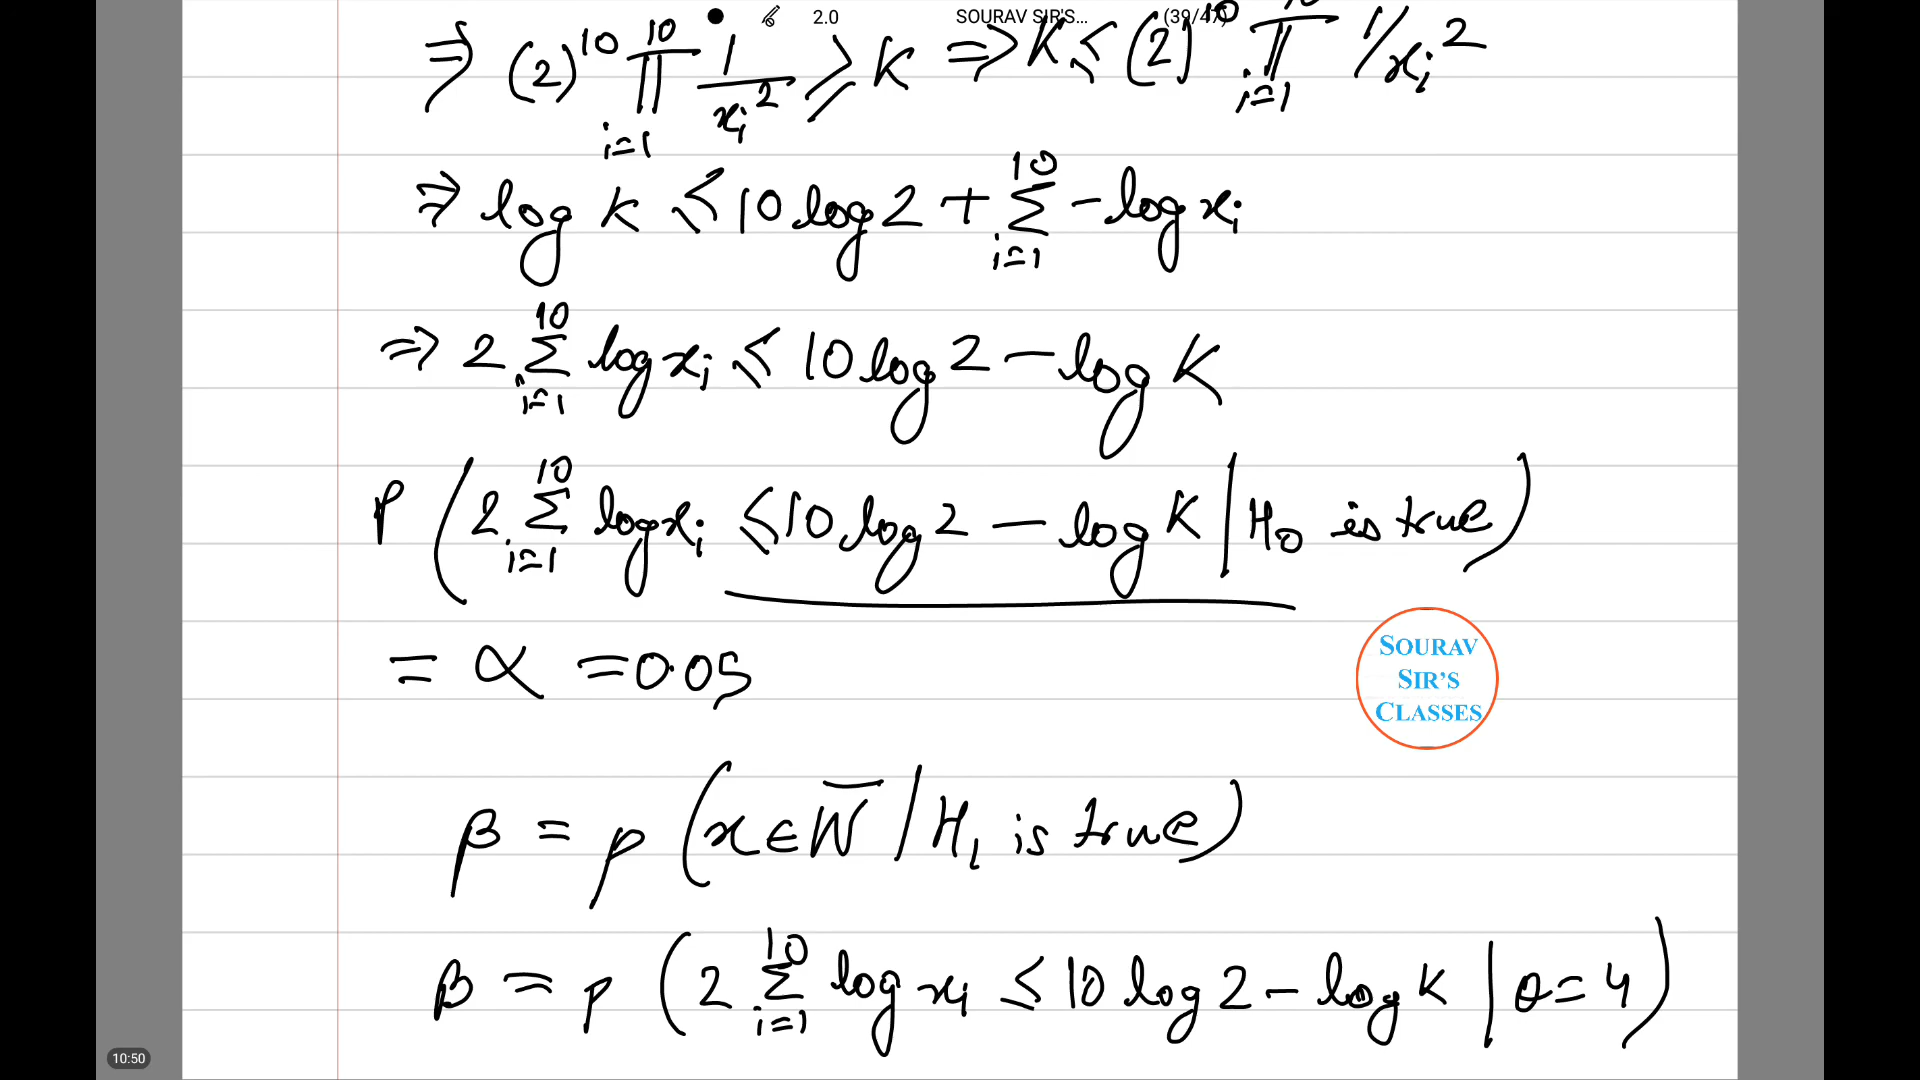 2.0 SOURAV SIR'S... (39/47)
⇒ (2)^10 ∏_{i=1}^{10} 1/x_i^2 ≥ K ⇒ K ≤ (2)^10 ∏_{i=1}^{10} 1/x_i^2
⇒ log K ≤ 10 log 2 + ∑_{i=1}^{10} - log x_i
⇒ 2 ∑_{i=1}^{10} log x_i ≤ 10 log 2 - log K
P ( 2 ∑_{i=1}^{10} log x_i ≤ 10 log 2 - log K | H_0 is true )
= α = 0.05
SOURAV
SIR'S
CLASSES
β = p ( x ∈ W̅ / H_1 is true )
β = p ( 2 ∑_{i=1}^{10} log x_i ≤ 10 log 2 - log K | θ = 4 )
10:50